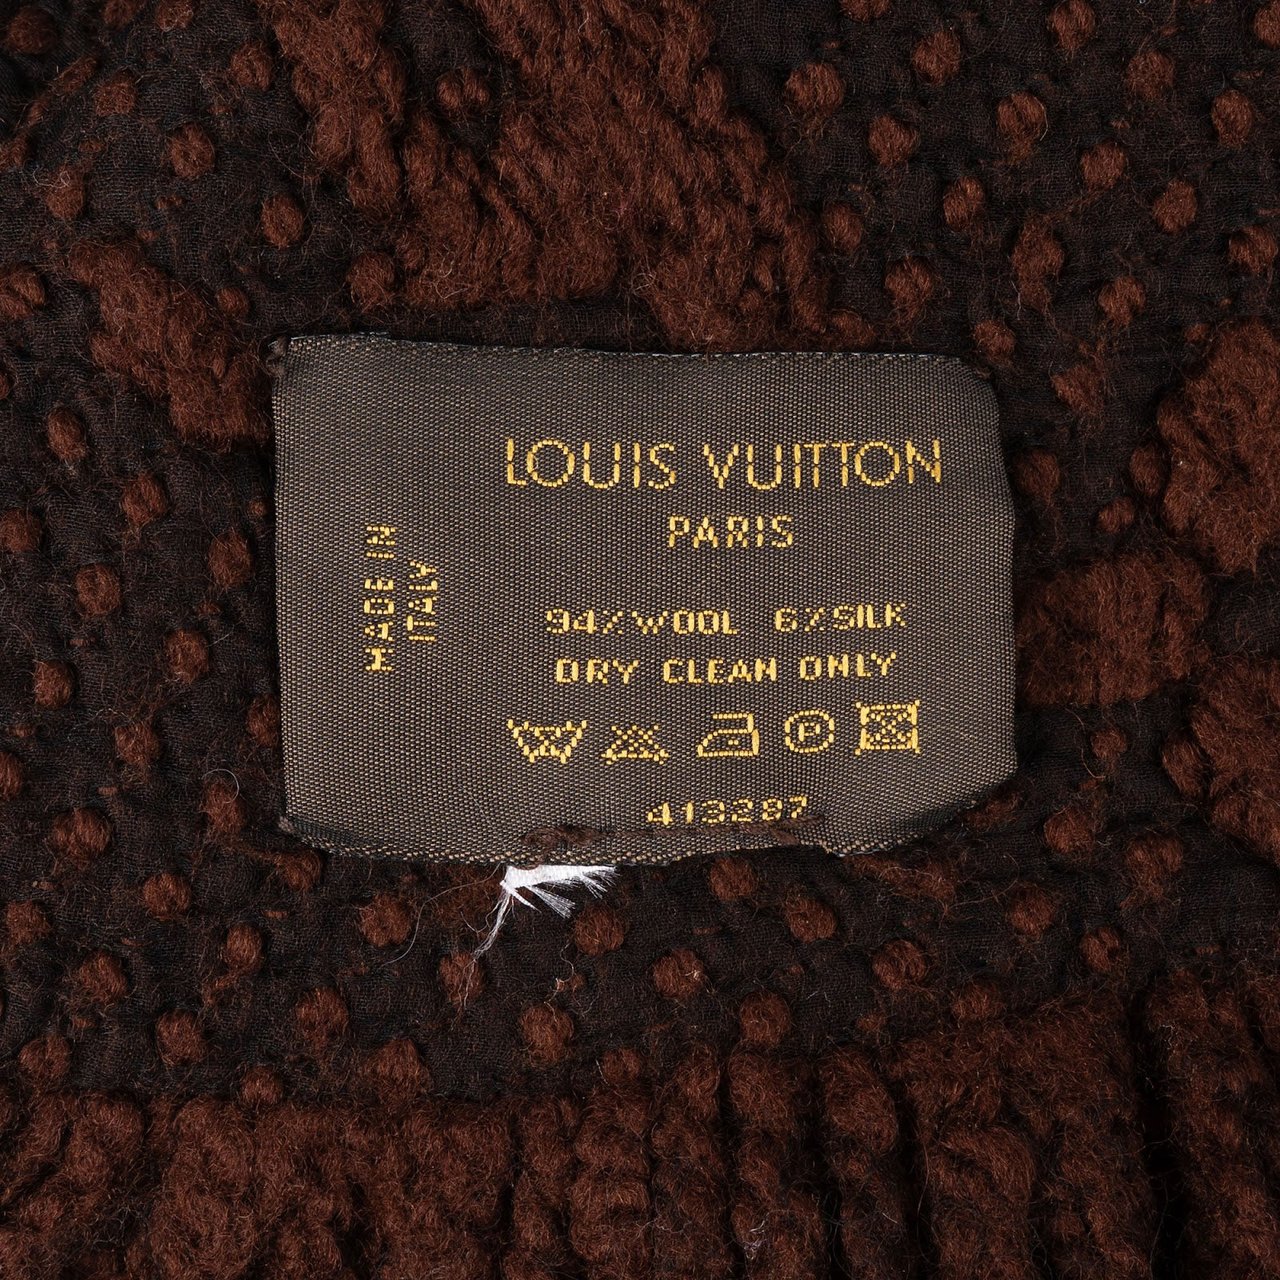 LOUIS VUITTON
PARIS
MADE IN
ITALY
94%WOOL 6%SILK
DRY CLEAN ONLY
P
413287